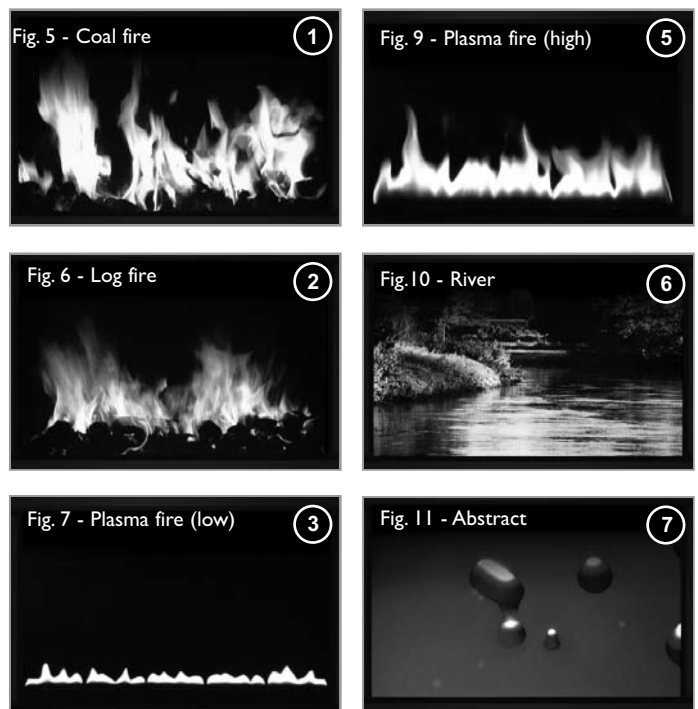 Fig. 5 - Coal fire
1
Fig. 6 - Log fire
2
Fig. 7 - Plasma fire (low)
3
Fig. 9 - Plasma fire (high)
5
Fig.10 - River
6
Fig. 11 - Abstract
7